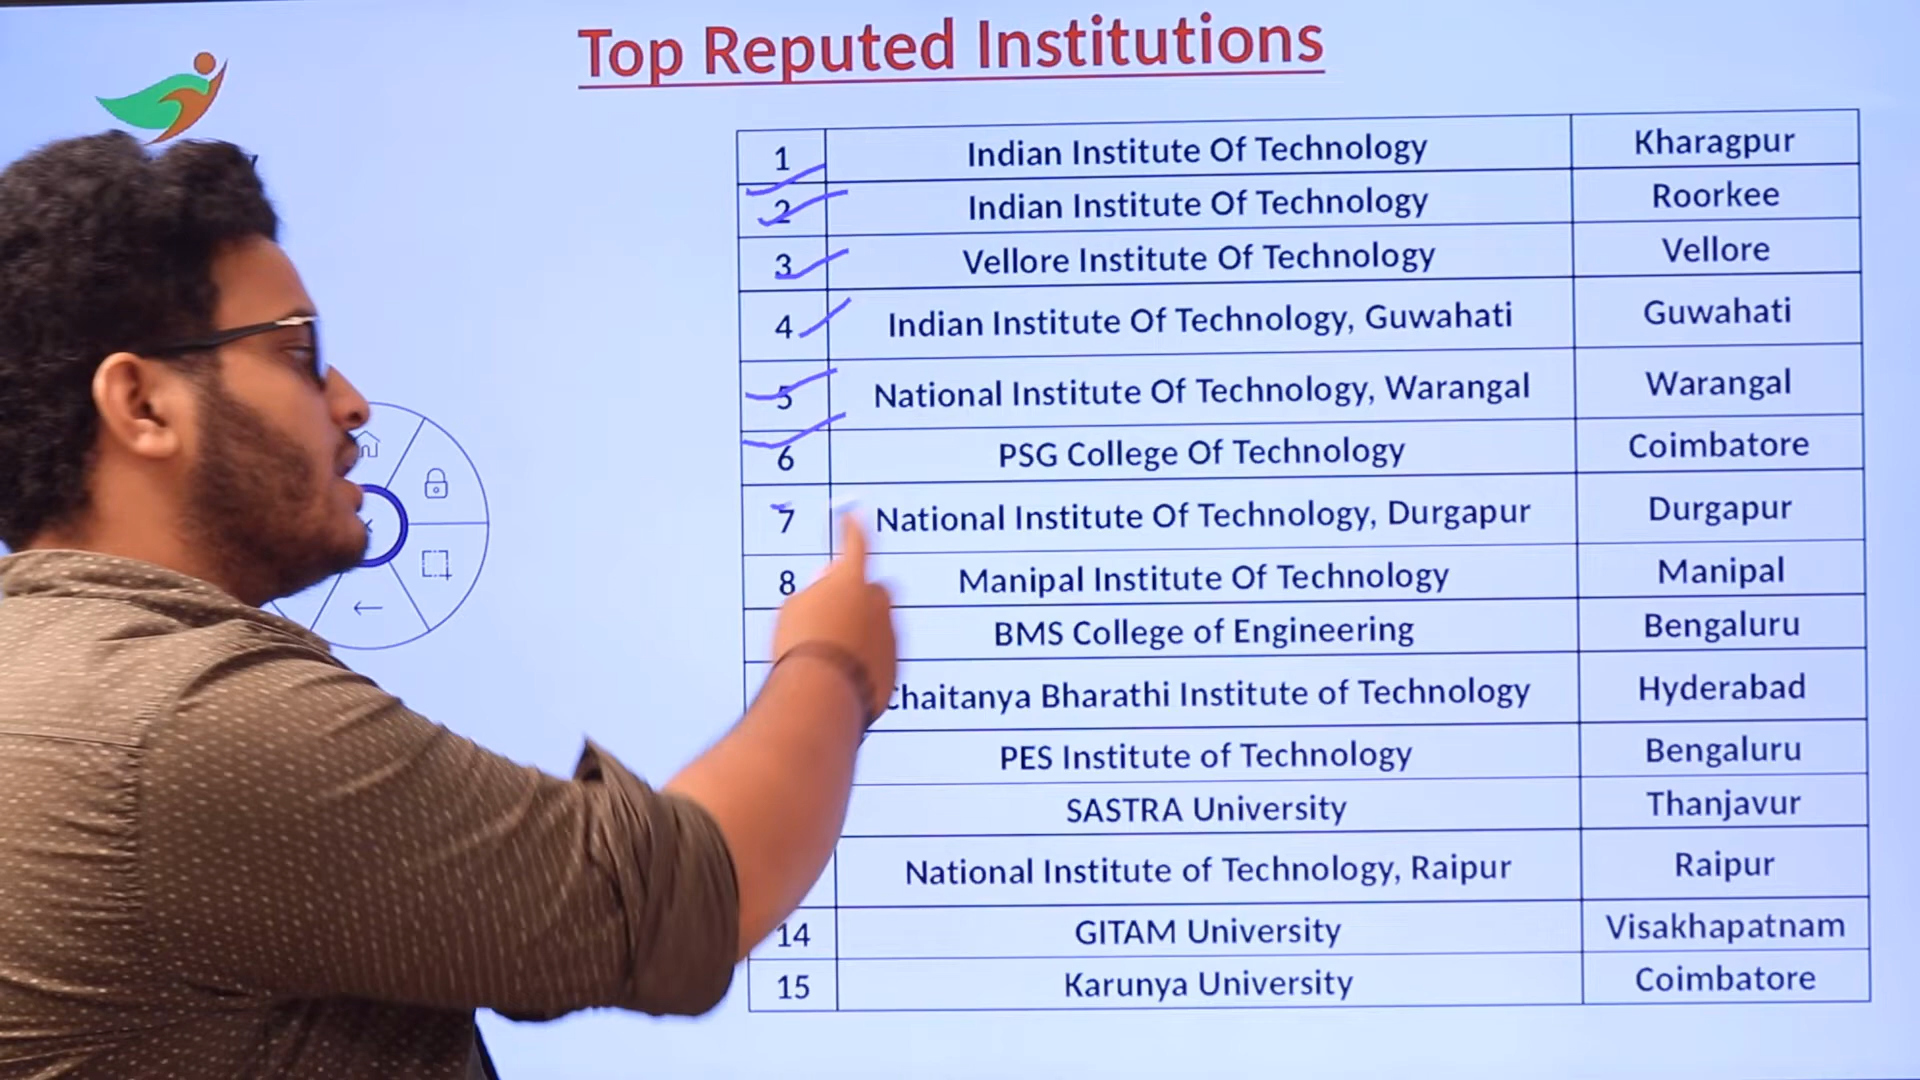 Top Reputed Institutions
1 Indian Institute Of Technology Kharagpur
2 Indian Institute Of Technology Roorkee
3 Vellore Institute Of Technology Vellore
4 Indian Institute Of Technology, Guwahati Guwahati
5 National Institute Of Technology, Warangal Warangal
6 PSG College Of Technology Coimbatore
7 National Institute Of Technology, Durgapur Durgapur
8 Manipal Institute Of Technology Manipal
BMS College of Engineering Bengaluru
Chaitanya Bharathi Institute of Technology Hyderabad
PES Institute of Technology Bengaluru
SASTRA University Thanjavur
National Institute of Technology, Raipur Raipur
14 GITAM University Visakhapatnam
15 Karunya University Coimbatore